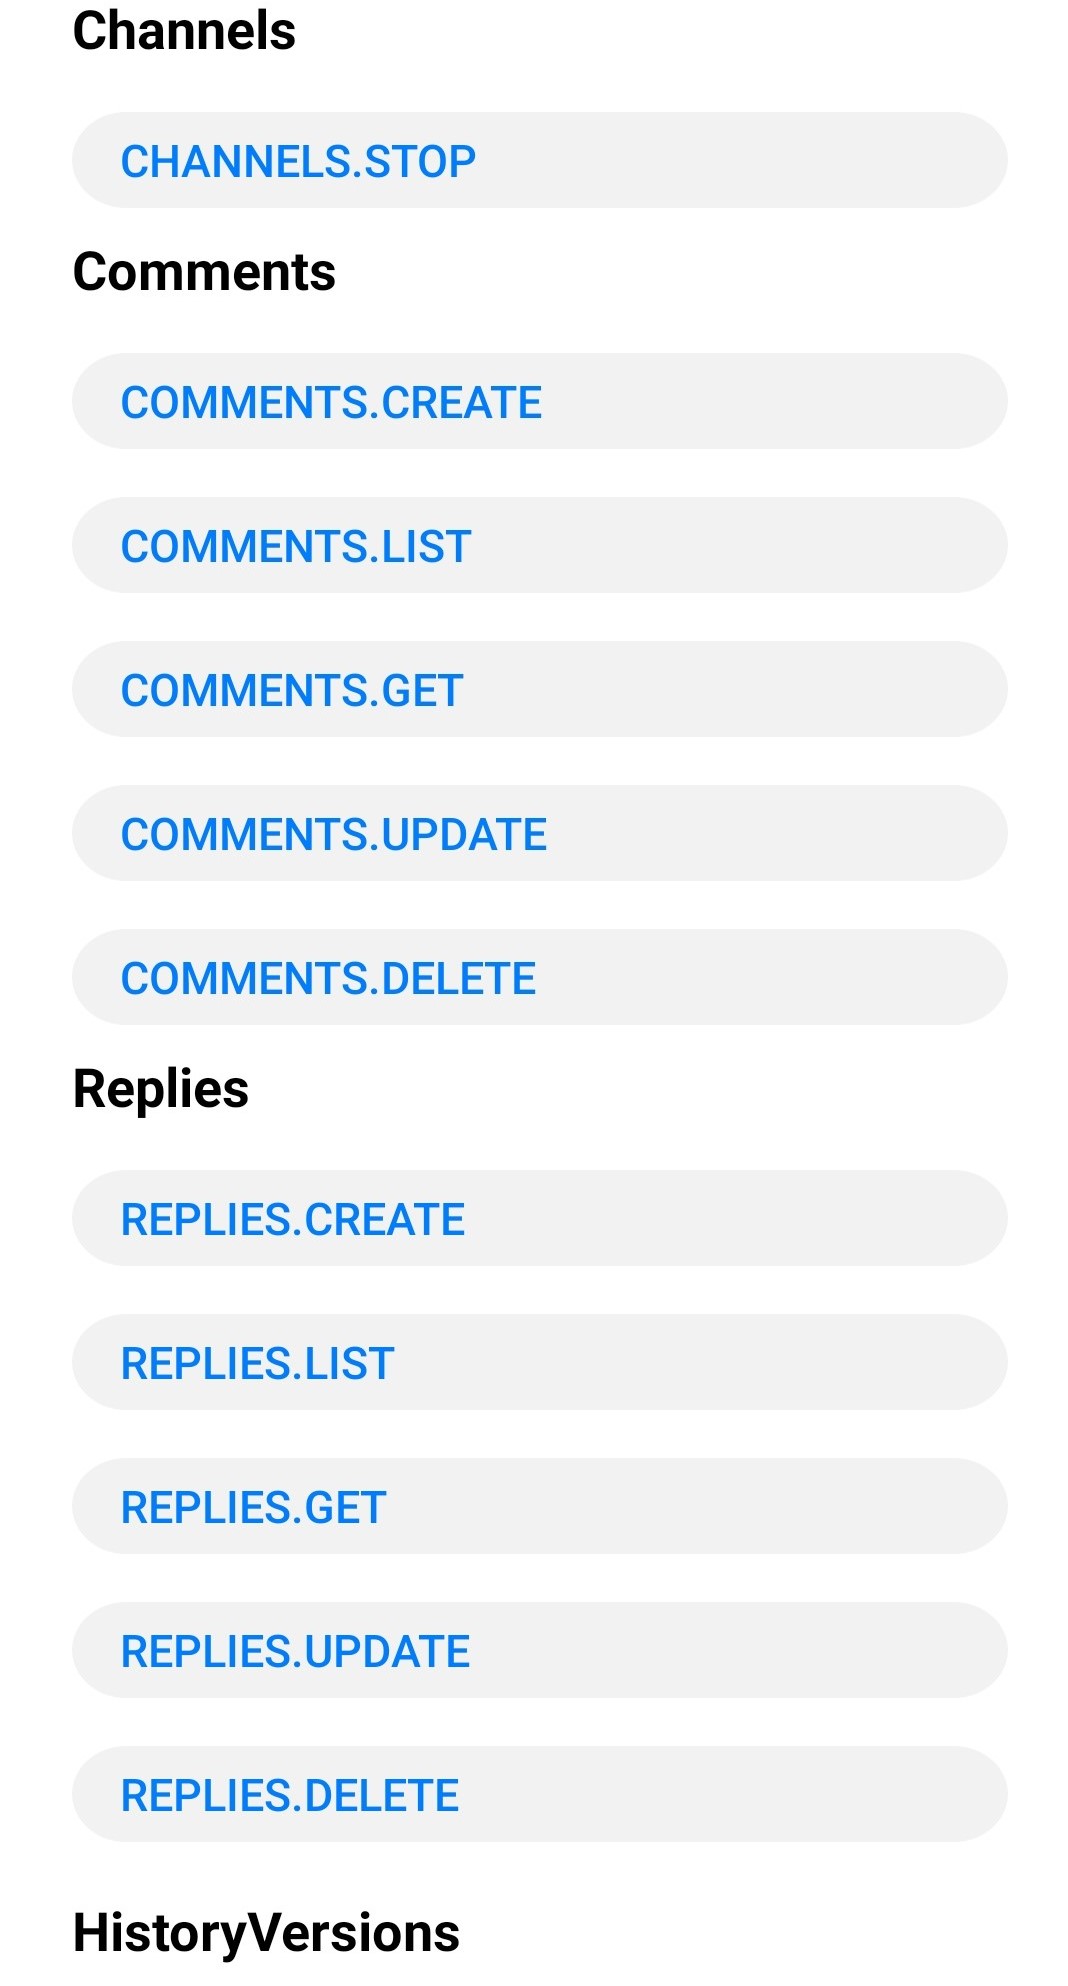 Channels
CHANNELS.STOP
Comments
COMMENTS.CREATE
COMMENTS.LIST
COMMENTS.GET
COMMENTS.UPDATE
COMMENTS.DELETE
Replies
REPLIES.CREATE
REPLIES.LIST
REPLIES.GET
REPLIES.UPDATE
REPLIES.DELETE
HistoryVersions